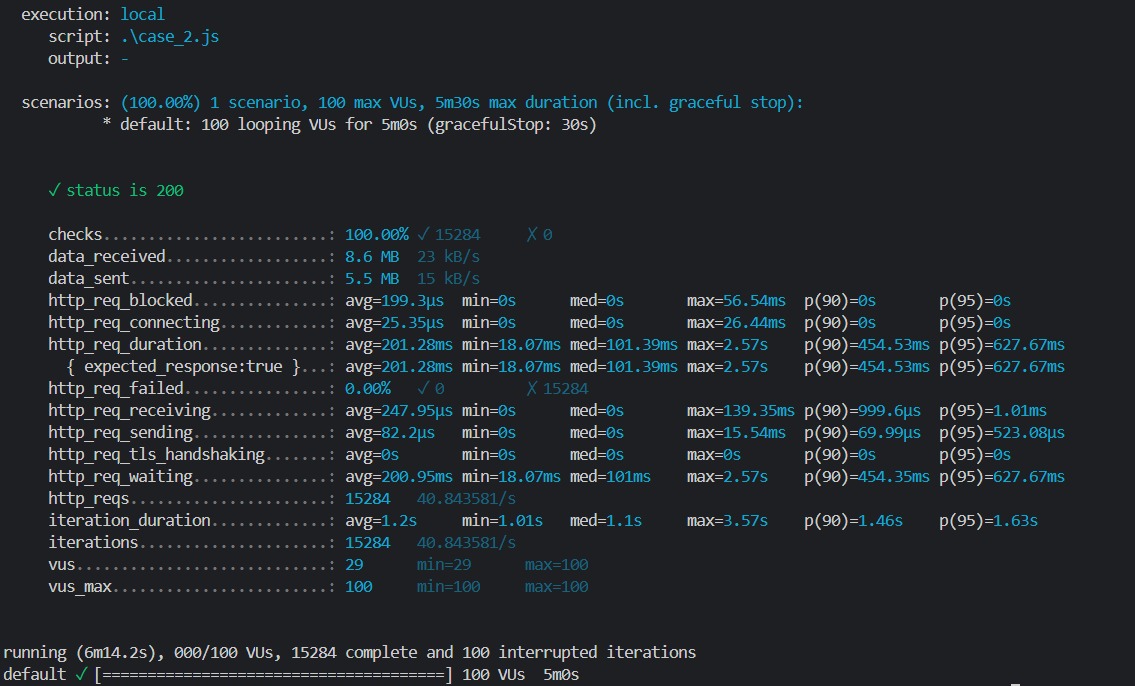 execution: local
script: .\case_2.js
output: -
scenarios: (100.00%) 1 scenario, 100 max VUs, 5m30s max duration (incl. graceful stop):
* default: 100 looping VUs for 5m0s (gracefulStop: 30s)
✓ status is 200
checks.........................: 100.00% ✓ 15284 ✗ 0
data_received..................: 8.6 MB 23 kB/s
data_sent......................: 5.5 MB 15 kB/s
http_req_blocked...............: avg=199.3µs min=0s med=0s max=56.54ms p(90)=0s p(95)=0s
http_req_connecting............: avg=25.35µs min=0s med=0s max=26.44ms p(90)=0s p(95)=0s
http_req_duration..............: avg=201.28ms min=18.07ms med=101.39ms max=2.57s p(90)=454.53ms p(95)=627.67ms
{ expected_response:true }...: avg=201.28ms min=18.07ms med=101.39ms max=2.57s p(90)=454.53ms p(95)=627.67ms
http_req_failed................: 0.00% ✓ 0 ✗ 15284
http_req_receiving.............: avg=247.95µs min=0s med=0s max=139.35ms p(90)=999.6µs p(95)=1.01ms
http_req_sending...............: avg=82.2µs min=0s med=0s max=15.54ms p(90)=69.99µs p(95)=523.08µs
http_req_tls_handshaking.......: avg=0s min=0s med=0s max=0s p(90)=0s p(95)=0s
http_req_waiting...............: avg=200.95ms min=18.07ms med=101ms max=2.57s p(90)=454.35ms p(95)=627.67ms
http_reqs......................: 15284 40.843581/s
iteration_duration.............: avg=1.2s min=1.01s med=1.1s max=3.57s p(90)=1.46s p(95)=1.63s
iterations.....................: 15284 40.843581/s
vus............................: 29 min=29 max=100
vus_max........................: 100 min=100 max=100
running (6m14.2s), 000/100 VUs, 15284 complete and 100 interrupted iterations
default ✓ [======================================] 100 VUs 5m0s